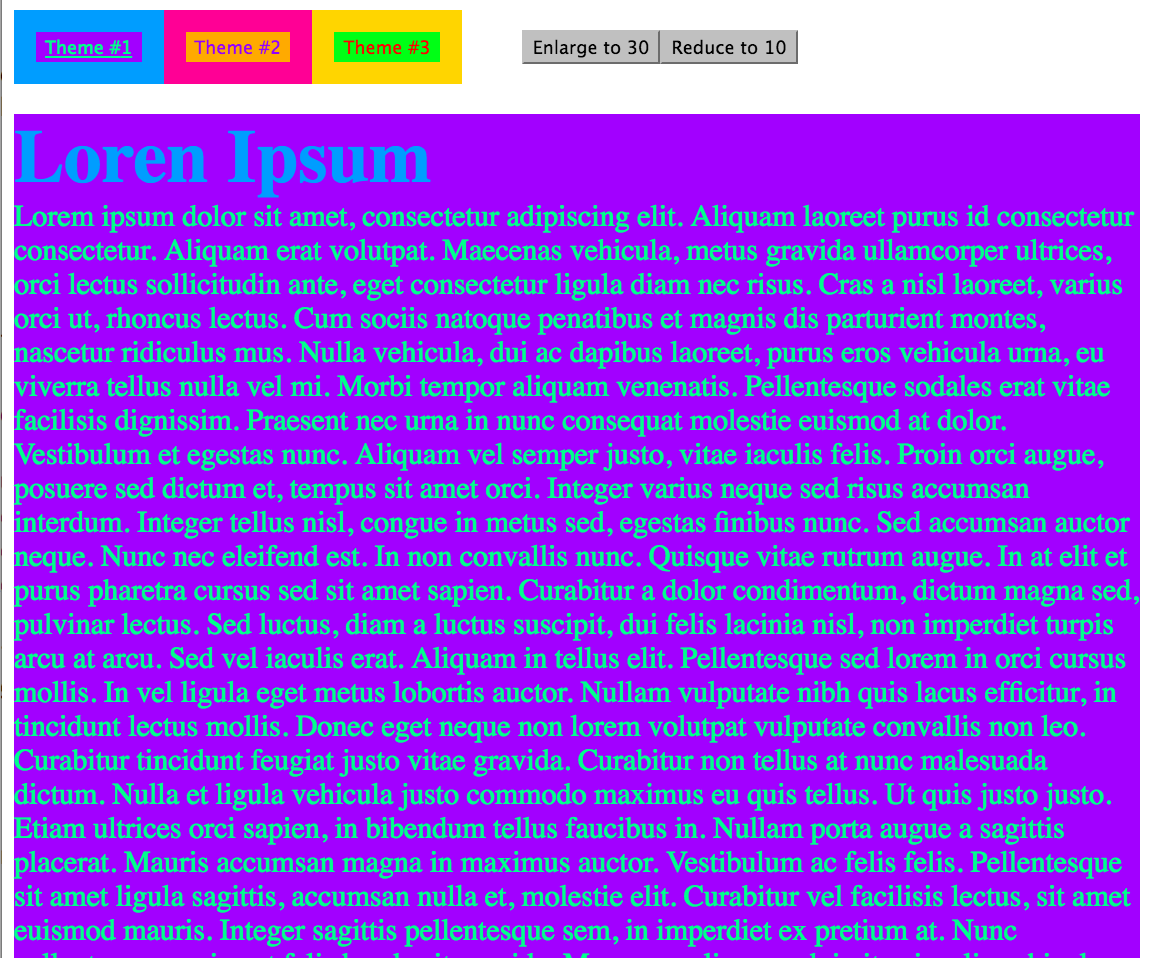 Theme #1 Theme #2 Theme #3 Enlarge to 30 Reduce to 10
Loren Ipsum
Lorem ipsum dolor sit amet, consectetur adipiscing elit. Aliquam laoreet purus id consectetur
consectetur. Aliquam erat volutpat. Maecenas vehicula, metus gravida ullamcorper ultrices,
orci lectus sollicitudin ante, eget consectetur ligula diam nec risus. Cras a nisl laoreet, varius
orci ut, rhoncus lectus. Cum sociis natoque penatibus et magnis dis parturient montes,
nascetur ridiculus mus. Nulla vehicula, dui ac dapibus laoreet, purus eros vehicula urna, eu
viverra tellus nulla vel mi. Morbi tempor aliquam venenatis. Pellentesque sodales erat vitae
facilisis dignissim. Praesent nec urna in nunc consequat molestie euismod at dolor.
Vestibulum et egestas nunc. Aliquam vel semper justo, vitae iaculis felis. Proin orci augue,
posuere sed dictum et, tempus sit amet orci. Integer varius neque sed risus accumsan
interdum. Integer tellus nisl, congue in metus sed, egestas finibus nunc. Sed accumsan auctor
neque. Nunc nec eleifend est. In non convallis nunc. Quisque vitae rutrum augue. In at elit et
purus pharetra cursus sed sit amet sapien. Curabitur a dolor condimentum, dictum magna sed,
pulvinar lectus. Sed luctus, diam a luctus suscipit, dui felis lacinia nisl, non imperdiet turpis
arcu at arcu. Sed vel iaculis erat. Aliquam in tellus elit. Pellentesque sed lorem in orci cursus
mollis. In vel ligula eget metus lobortis auctor. Nullam vulputate nibh quis lacus efficitur, in
tincidunt lectus mollis. Donec eget neque non lorem volutpat vulputate convallis non leo.
Curabitur tincidunt feugiat justo vitae gravida. Curabitur non tellus at nunc malesuada
dictum. Nulla et ligula vehicula justo commodo maximus eu quis tellus. Ut quis justo justo.
Etiam ultrices orci sapien, in bibendum tellus faucibus in. Nullam porta augue a sagittis
placerat. Mauris accumsan magna in maximus auctor. Vestibulum ac felis felis. Pellentesque
sit amet ligula sagittis, accumsan nulla et, molestie elit. Curabitur vel facilisis lectus, sit amet
euismod mauris. Integer sagittis pellentesque sem, in imperdiet ex pretium at. Nunc